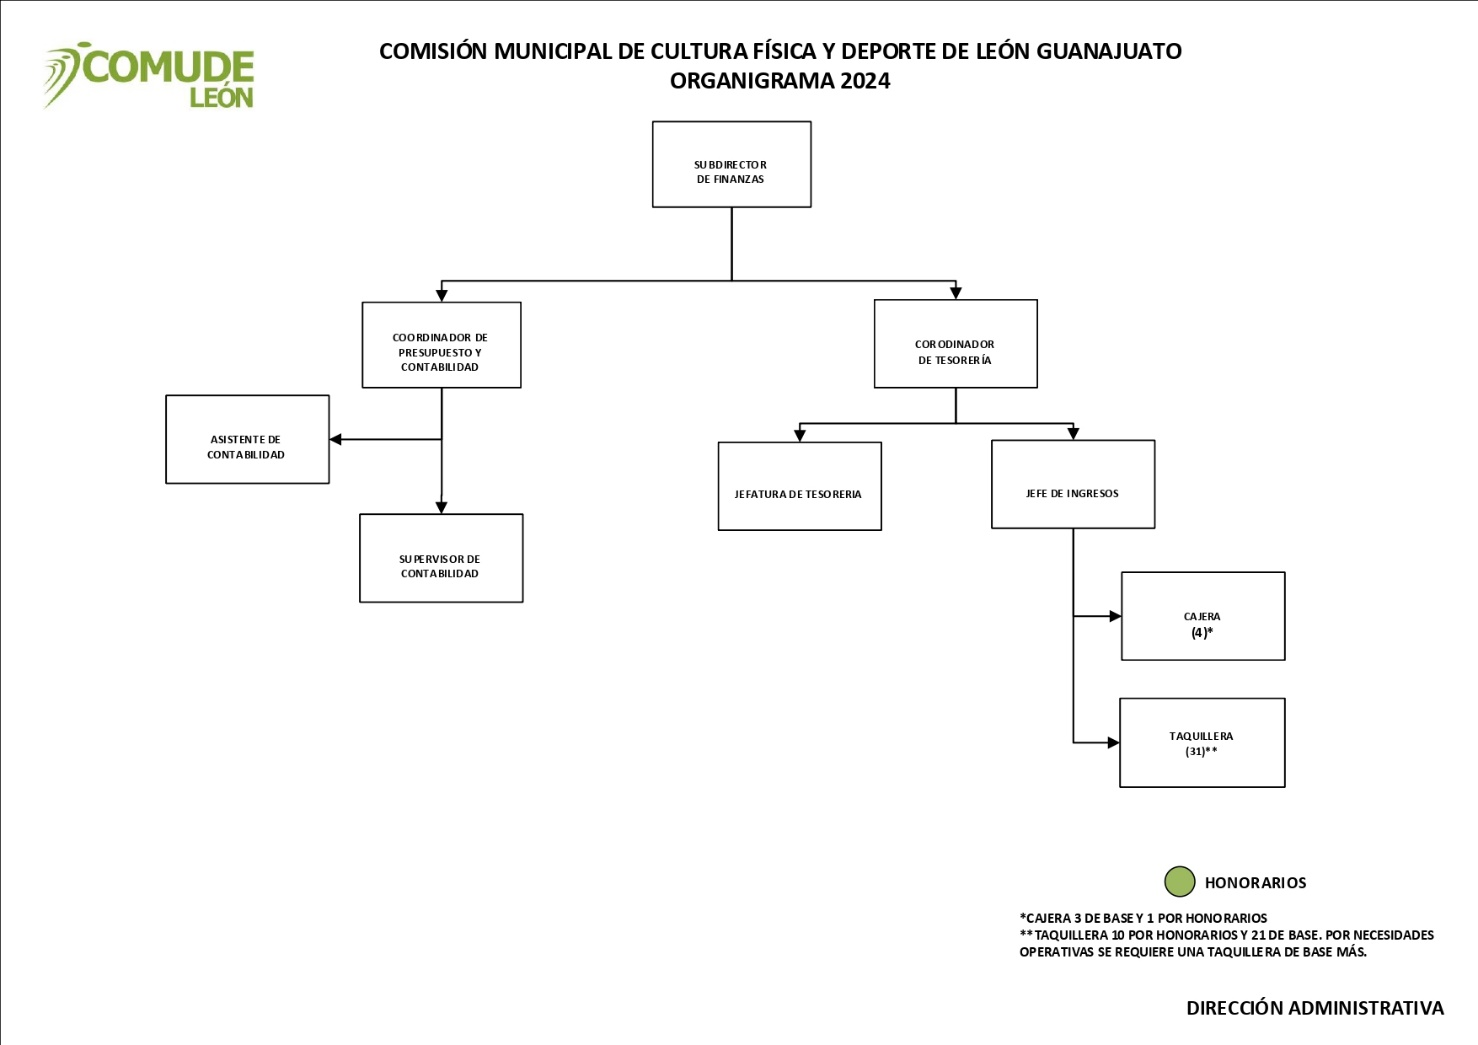 COMUDE
LEÓN
COMISIÓN MUNICIPAL DE CULTURA FÍSICA Y DEPORTE DE LEÓN GUANAJUATO
ORGANIGRAMA 2024
SUBDIRECTOR
DE FINANZAS
COORDINADOR DE
PRESUPUESTO Y
CONTABILIDAD
CORODINADOR
DE TESORERÍA
ASISTENTE DE
CONTABILIDAD
JEFATURA DE TESORERIA
JEFE DE INGRESOS
SUPERVISOR DE
CONTABILIDAD
CAJERA
(4)*
TAQUILLERA
(31)**
HONORARIOS
*CAJERA 3 DE BASE Y 1 POR HONORARIOS
**TAQUILLERA 10 POR HONORARIOS Y 21 DE BASE. POR NECESIDADES
OPERATIVAS SE REQUIERE UNA TAQUILLERA DE BASE MÁS.
DIRECCIÓN ADMINISTRATIVA